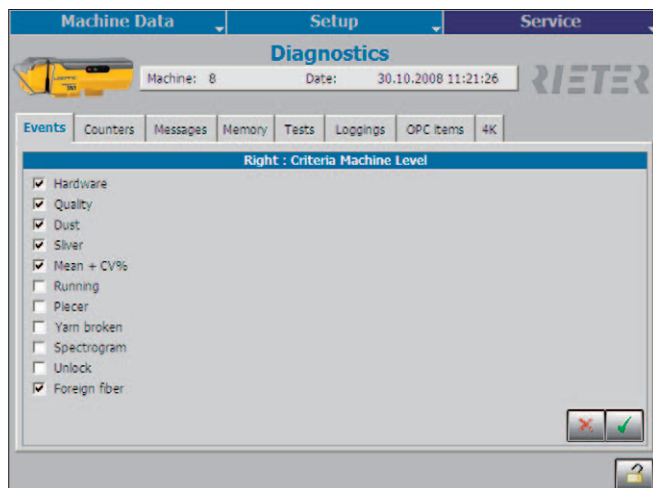 Machine Data Setup Service
Diagnostics
Machine: 8 Date: 30.10.2008 11:21:26
RIETER
Events Counters Messages Memory Tests Loggings OPC items 4K
Right : Criteria Machine Level
Hardware
Quality
Dust
Sliver
Mean + CV%
Running
Piecer
Yarn broken
Spectrogram
Unlock
Foreign fiber